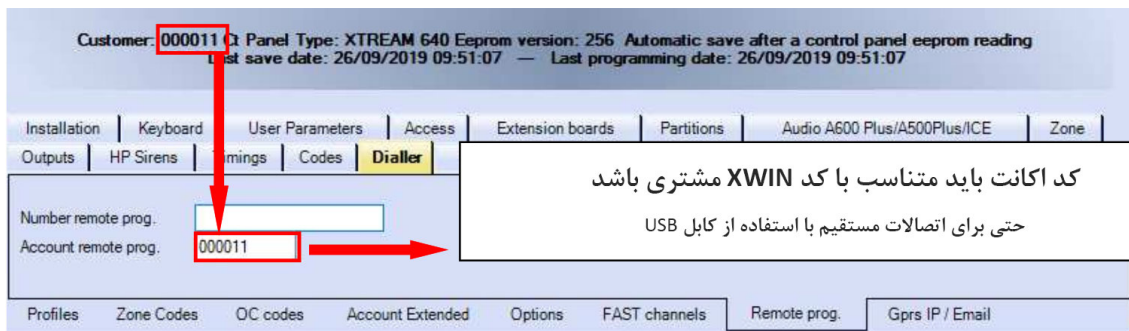 Customer: 000011 Ct Panel Type: XTREAM 640 Eeprom version: 256 Automatic save after a control panel eeprom reading
Last save date: 26/09/2019 09:51:07 — Last programming date: 26/09/2019 09:51:07
Installation Keyboard User Parameters Access Extension boards Partitions Audio A600 Plus/A500Plus/ICE Zone
Outputs HP Sirens Timings Codes Dialler
کد اکانت باید متناسب با کد XWIN مشتری باشد
حتی برای اتصالات مستقیم با استفاده از کابل USB
Number remote prog.
Account remote prog. 000011
Profiles Zone Codes OC codes Account Extended Options FAST channels Remote prog. Gprs IP / Email